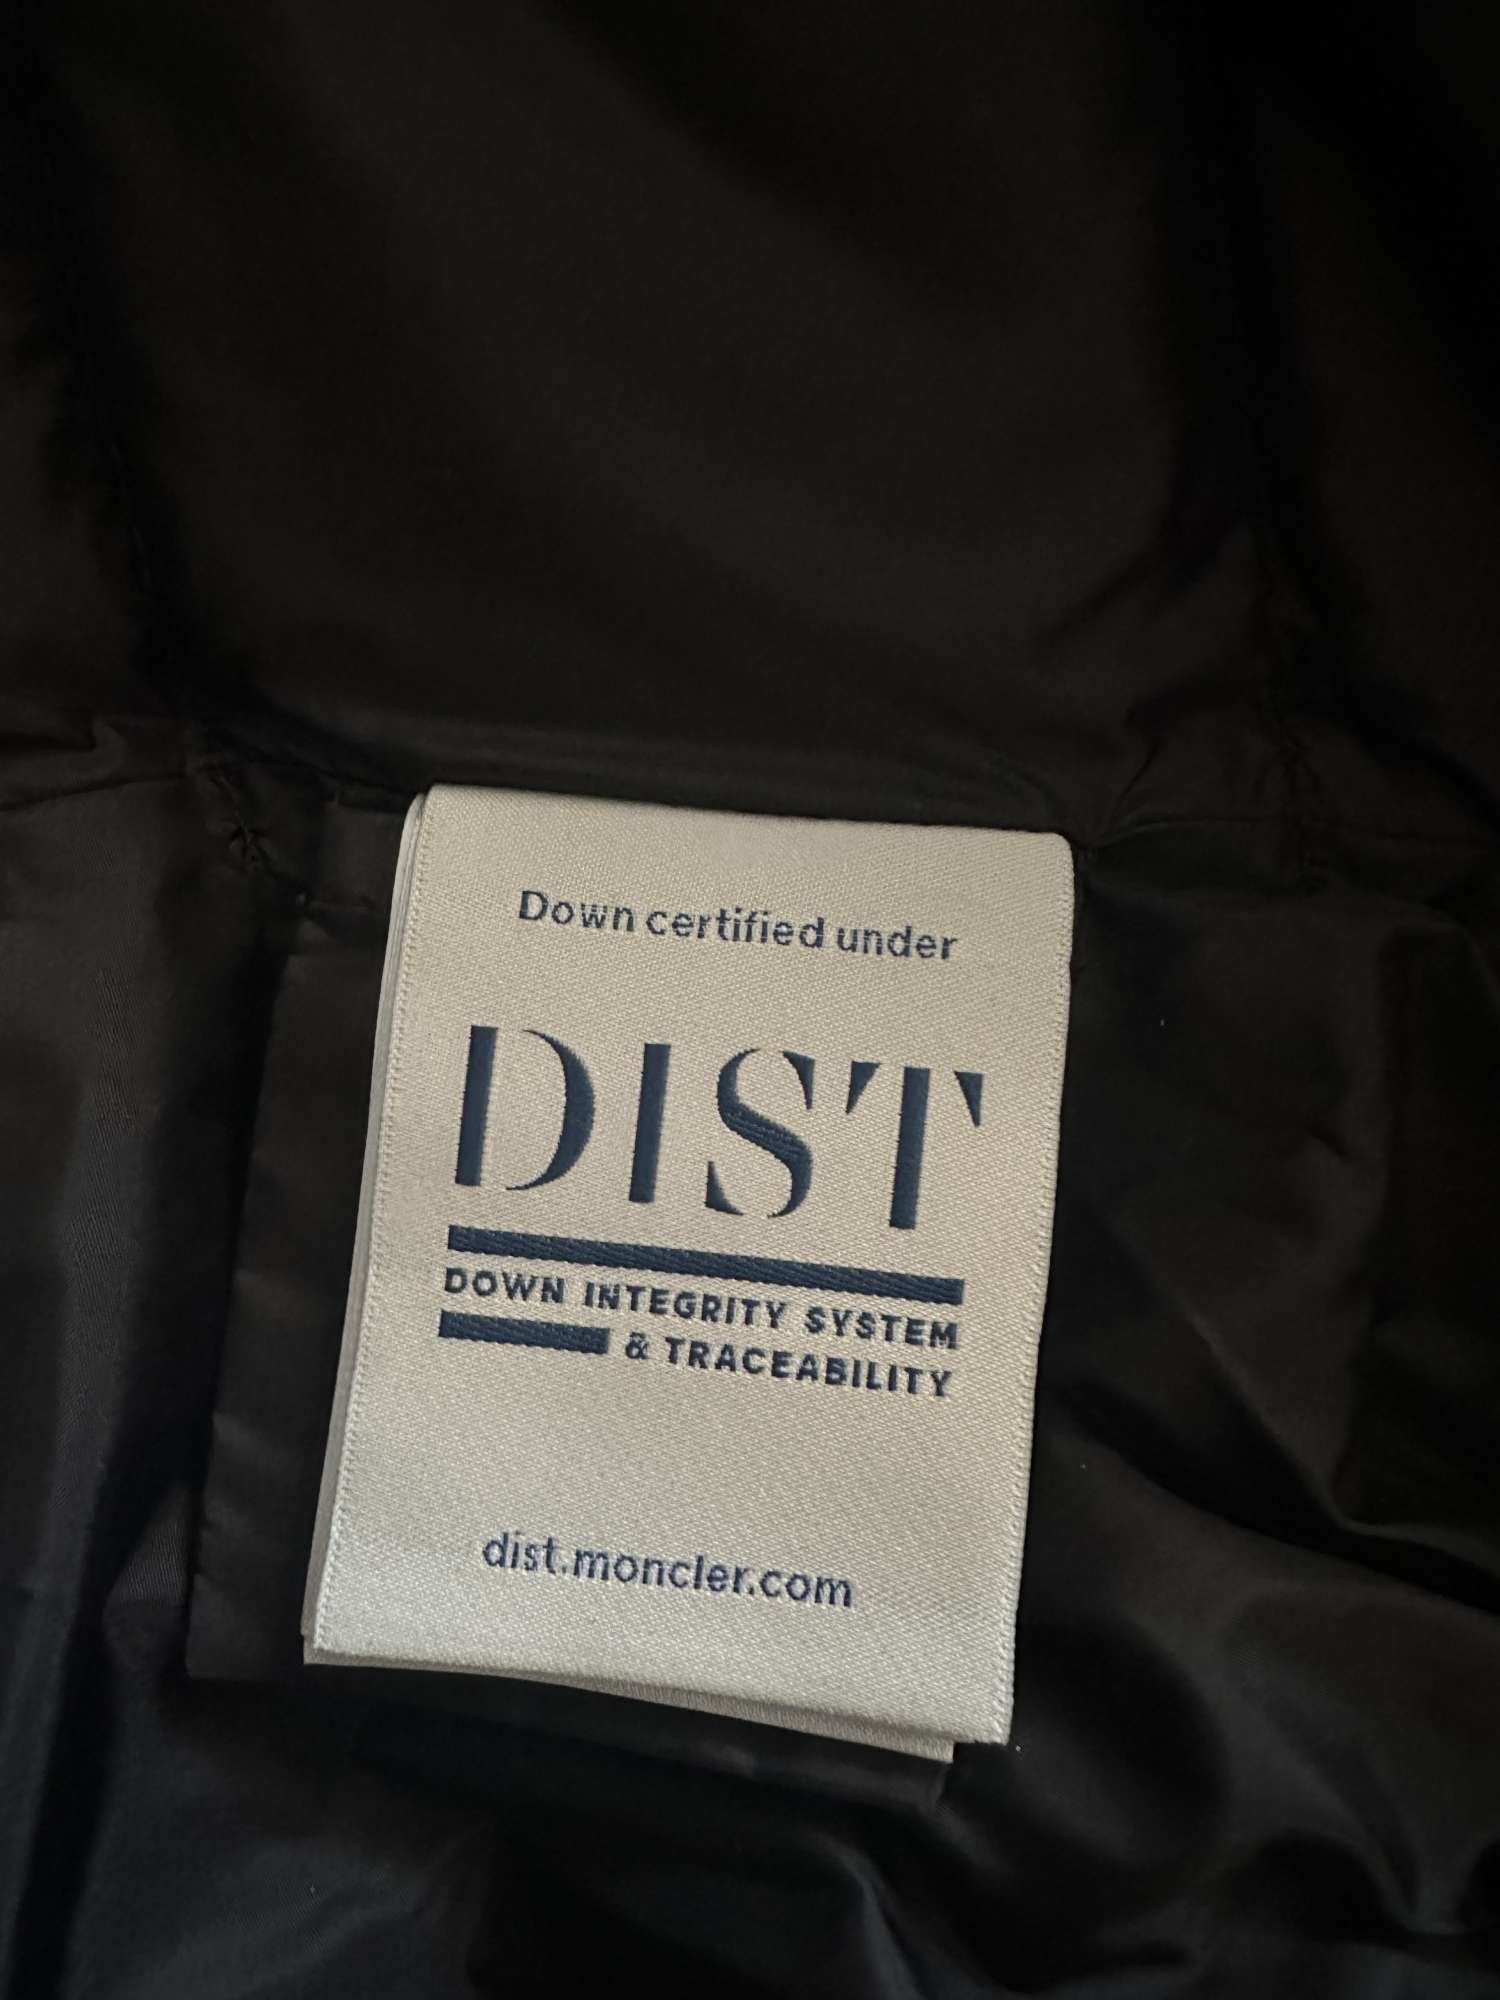 Down certified under
DIST
DOWN INTEGRITY SYSTEM
& TRACEABILITY
dist.moncler.com